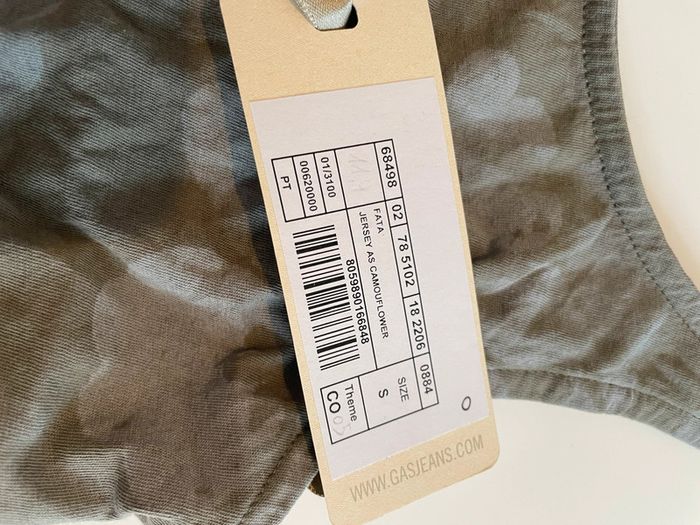 68498 02 78 5102 18 2206 0884
FATA
JERSEY AS CAMOUFLOWER
SIZE
S
01/3100
00620000
PT
8059890166848
Theme
CO 05
WWW.GASJEANS.COM